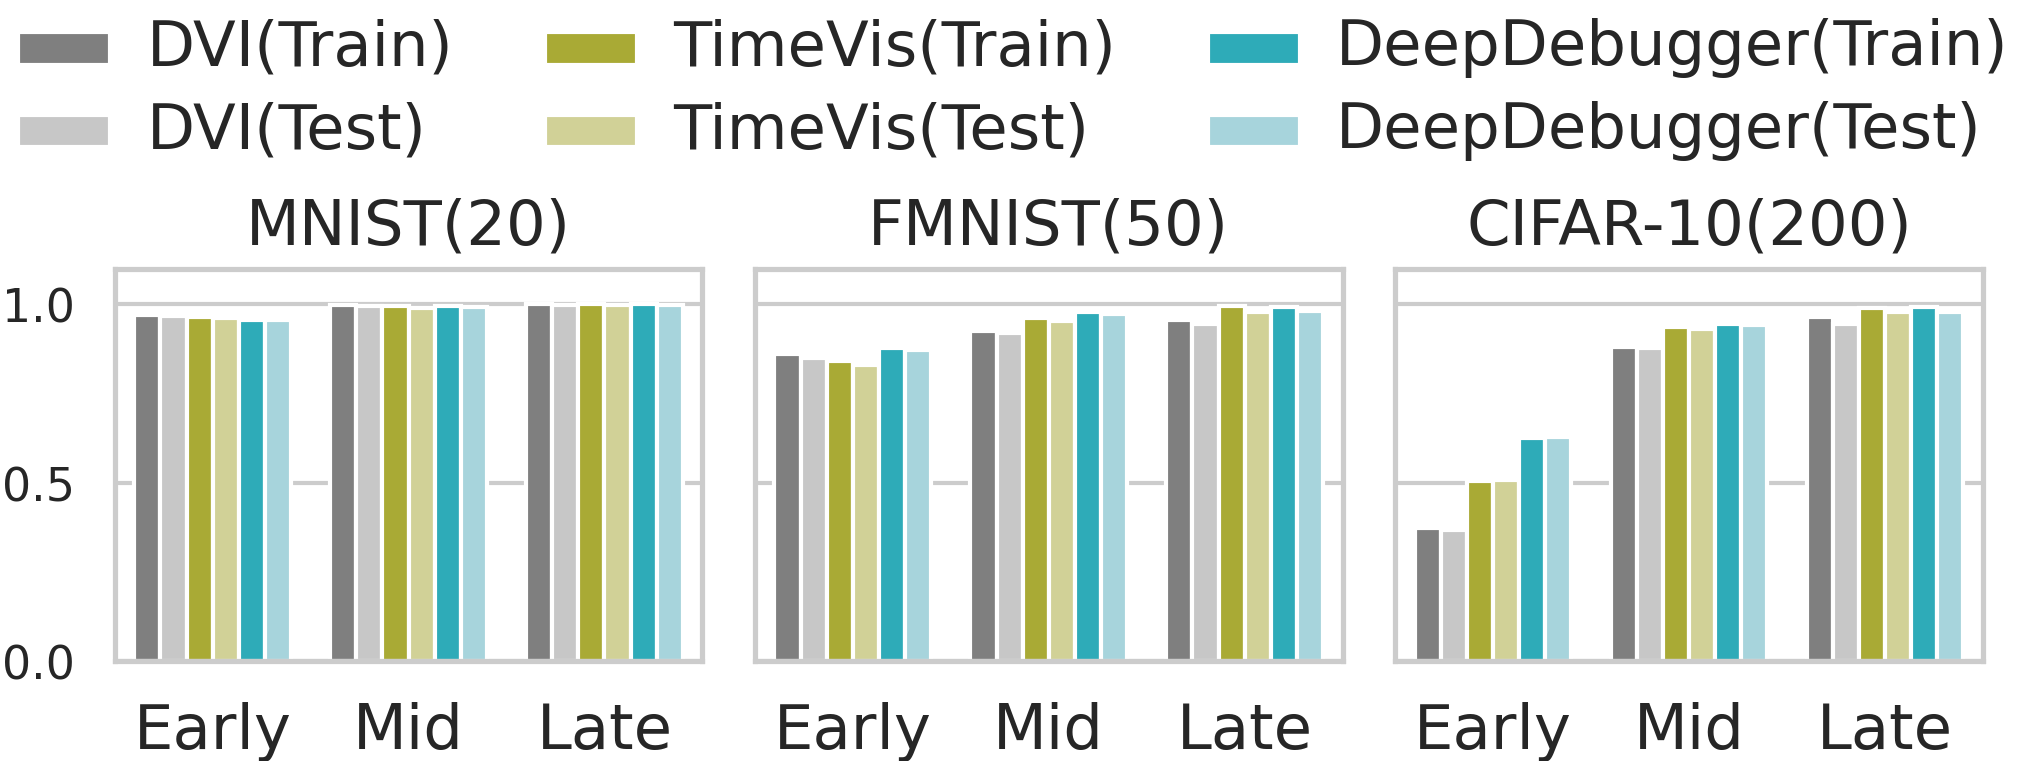 DVI(Train) TimeVis(Train) DeepDebugger(Train)
DVI(Test) TimeVis(Test) DeepDebugger(Test)
MNIST(20) FMNIST(50) CIFAR-10(200)
1.0
0.5
0.0
Early Mid Late Early Mid Late Early Mid Late